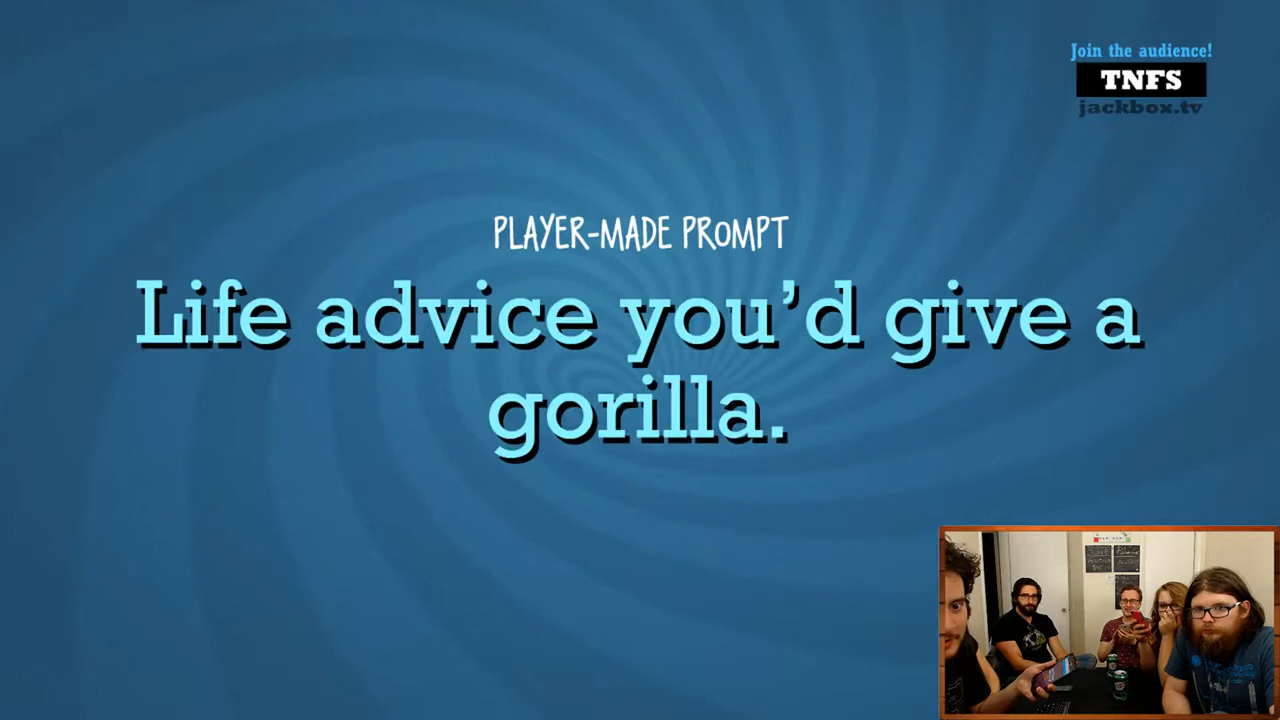 Join the audience!
TNFS
jackbox.tv
PLAYER-MADE PROMPT
Life advice you’d give a
gorilla.